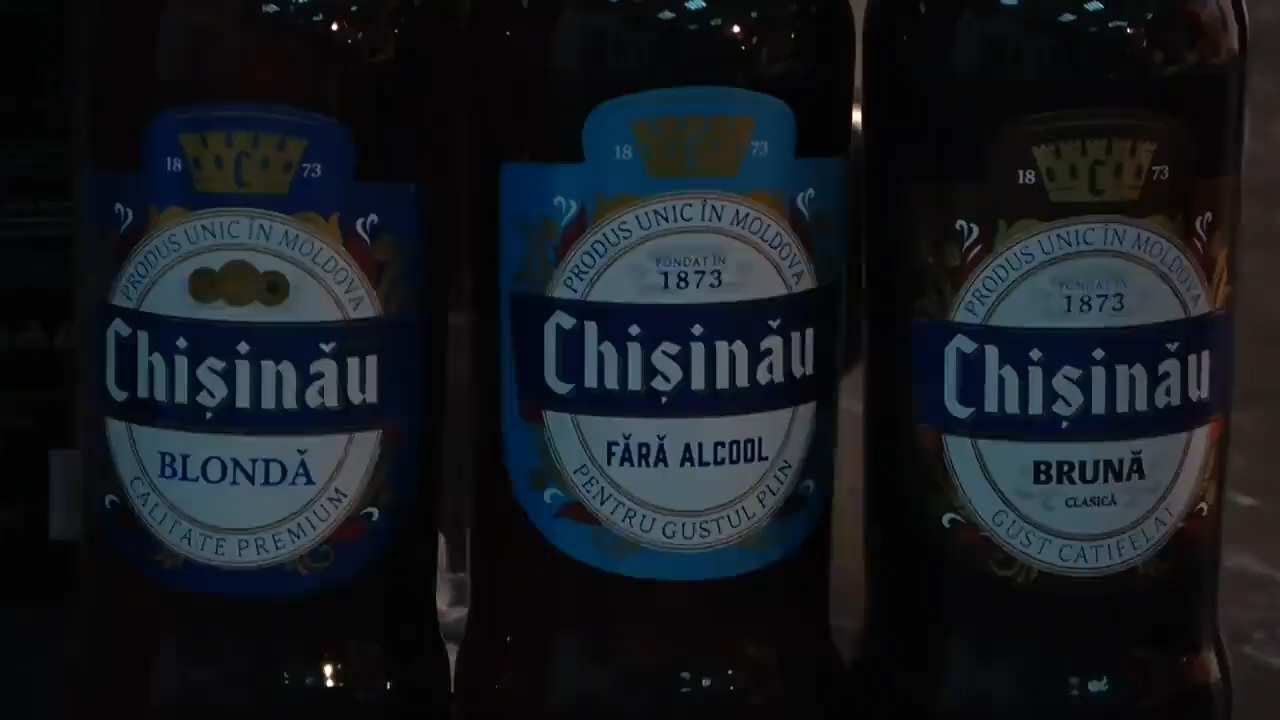 18 C 73
PRODUS UNIC ÎN MOLDOVA
Chișinău
BLONDĂ
CALITATE PREMIUM
18 C 73
PRODUS UNIC ÎN MOLDOVA
FONDAT ÎN
1873
Chișinău
FĂRĂ ALCOOL
PENTRU GUSTUL PLIN
18 C 73
PRODUS UNIC ÎN MOLDOVA
FONDAT ÎN
1873
Chișinău
BRUNĂ
CLASICĂ
GUST CATIFELAT